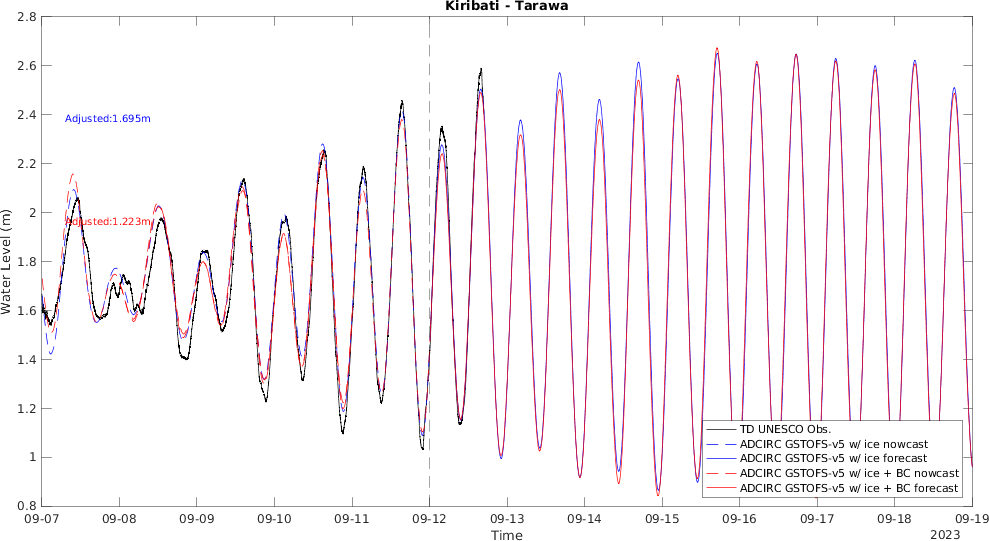 Kiribati - Tarawa
2.8
2.6
2.4
2.2
2
1.8
1.6
1.4
1.2
1
0.8
Water Level (m)
Adjusted:1.695m
Adjusted:1.223m
TD UNESCO Obs.
ADCIRC GSTOFS-v5 w/ ice nowcast
ADCIRC GSTOFS-v5 w/ ice forecast
ADCIRC GSTOFS-v5 w/ ice + BC nowcast
ADCIRC GSTOFS-v5 w/ ice + BC forecast
09-07 09-08 09-09 09-10 09-11 09-12 09-13 09-14 09-15 09-16 09-17 09-18 09-19
Time
2023